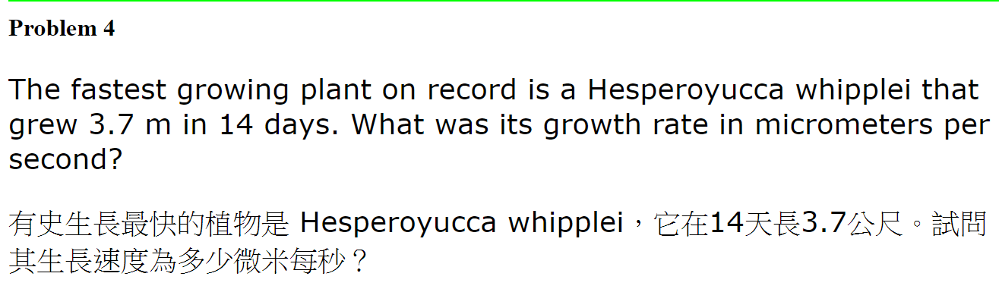 Problem 4
The fastest growing plant on record is a Hesperoyucca whipplei that
grew 3.7 m in 14 days. What was its growth rate in micrometers per
second?
有史生長最快的植物是 Hesperoyucca whipplei，它在14天長3.7公尺。試問
其生長速度為多少微米每秒？